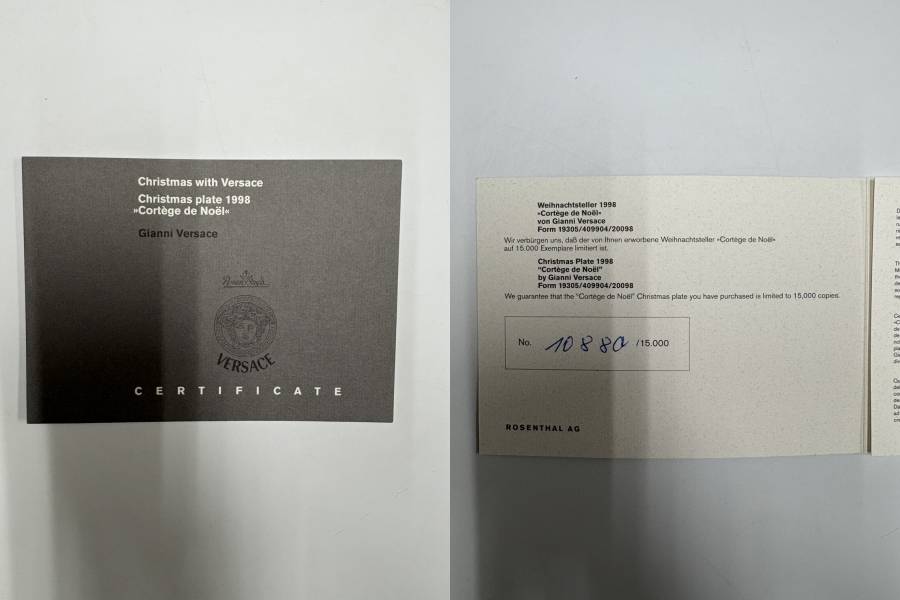 Christmas with Versace
Christmas plate 1998
»Cortège de Noël«
Gianni Versace
VERSACE
CERTIFICATE
Weihnachtsteller 1998
»Cortège de Noël«
von Gianni Versace
Form 19305/409904/20098
Wir verbürgen uns, daß der von Ihnen erworbene Weihnachtsteller »Cortège de Noël«
auf 15.000 Exemplare limitiert ist.
Christmas Plate 1998
"Cortège de Noël"
by Gianni Versace
Form 19305/409904/20098
We guarantee that the "Cortège de Noël" Christmas plate you have purchased is limited to 15,000 copies.
No. 10880 /15.000
ROSENTHAL AG